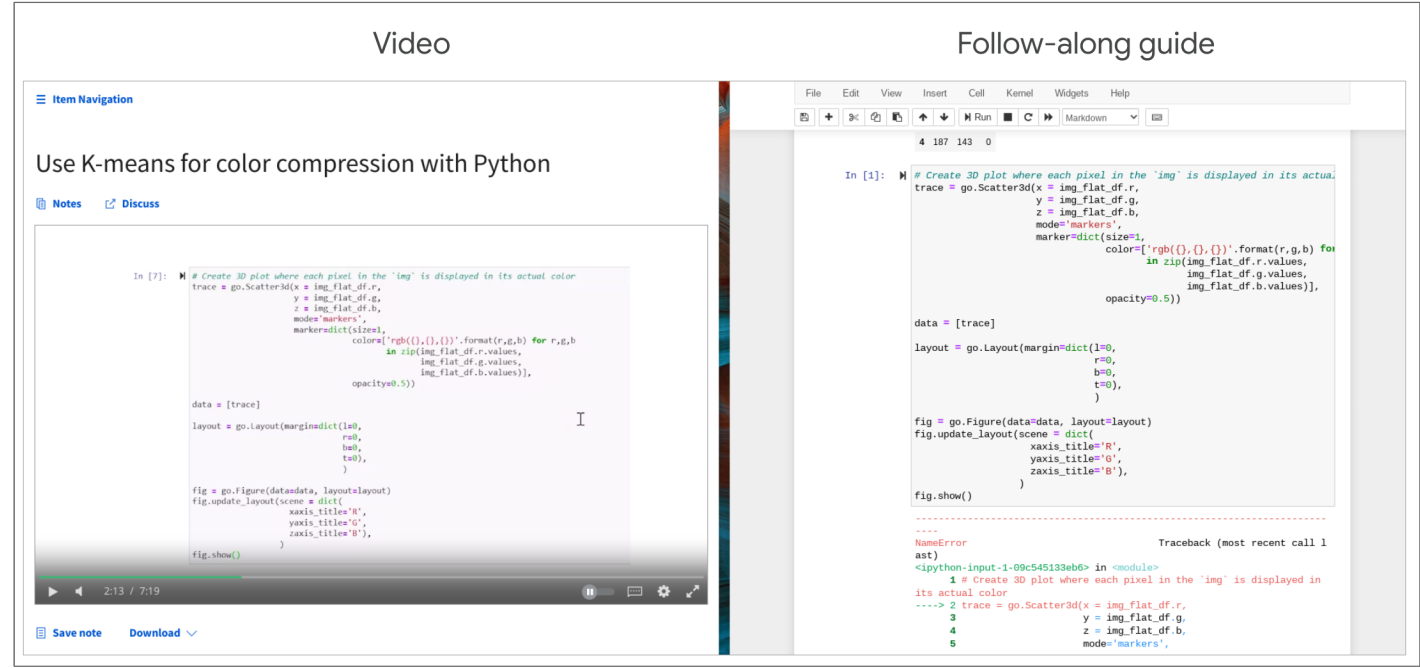 Video
Follow-along guide
Item Navigation
Use K-means for color compression with Python
Notes
Discuss
In [7]:
# Create 3D plot where each pixel in the `img` is displayed in its actual color
trace = go.Scatter3d(x = img_flat_df.r,
y = img_flat_df.g,
z = img_flat_df.b,
mode='markers',
marker=dict(size=1,
color=['rgb({},{},{})'.format(r,g,b) for r,g,b
in zip(img_flat_df.r.values,
img_flat_df.g.values,
img_flat_df.b.values)],
opacity=0.5))
data = [trace]
layout = go.Layout(margin=dict(l=0,
r=0,
b=0,
t=0),
)
fig = go.Figure(data=data, layout=layout)
fig.update_layout(scene = dict(
xaxis_title='R',
yaxis_title='G',
zaxis_title='B'),
)
fig.show()
2:13 / 7:19
Save note
Download
File Edit View Insert Cell Kernel Widgets Help
Run
Markdown
4 187 143 0
In [1]:
# Create 3D plot where each pixel in the `img` is displayed in its actual
trace = go.Scatter3d(x = img_flat_df.r,
y = img_flat_df.g,
z = img_flat_df.b,
mode='markers',
marker=dict(size=1,
color=['rgb({},{},{})'.format(r,g,b) for
in zip(img_flat_df.r.values,
img_flat_df.g.values,
img_flat_df.b.values)],
opacity=0.5))
data = [trace]
layout = go.Layout(margin=dict(l=0,
r=0,
b=0,
t=0),
)
fig = go.Figure(data=data, layout=layout)
fig.update_layout(scene = dict(
xaxis_title='R',
yaxis_title='G',
zaxis_title='B'),
)
fig.show()
---------------------------------------------------------------------------
NameError Traceback (most recent call l
ast)
<ipython-input-1-09c545133eb6> in <module>
1 # Create 3D plot where each pixel in the `img` is displayed in
its actual color
----> 2 trace = go.Scatter3d(x = img_flat_df.r,
3 y = img_flat_df.g,
4 z = img_flat_df.b,
5 mode='markers',